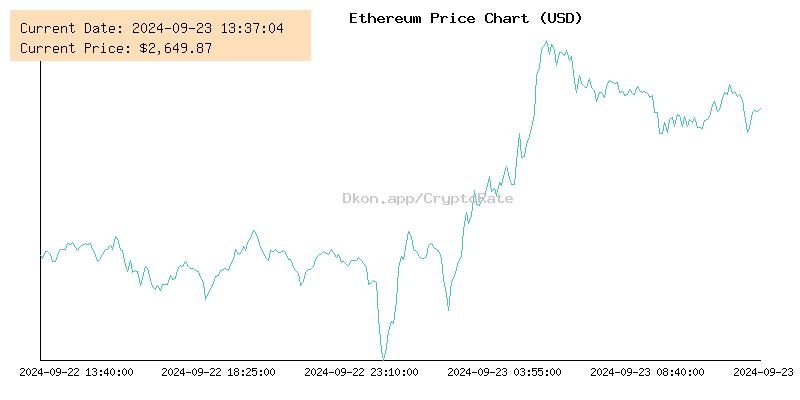 Ethereum Price Chart (USD)
Current Date: 2024-09-23 13:37:04
Current Price: $2,649.87
Dkon.app/CryptoRate
2024-09-22 13:40:00
2024-09-22 18:25:00
2024-09-22 23:10:00
2024-09-23 03:55:00
2024-09-23 08:40:00
2024-09-23